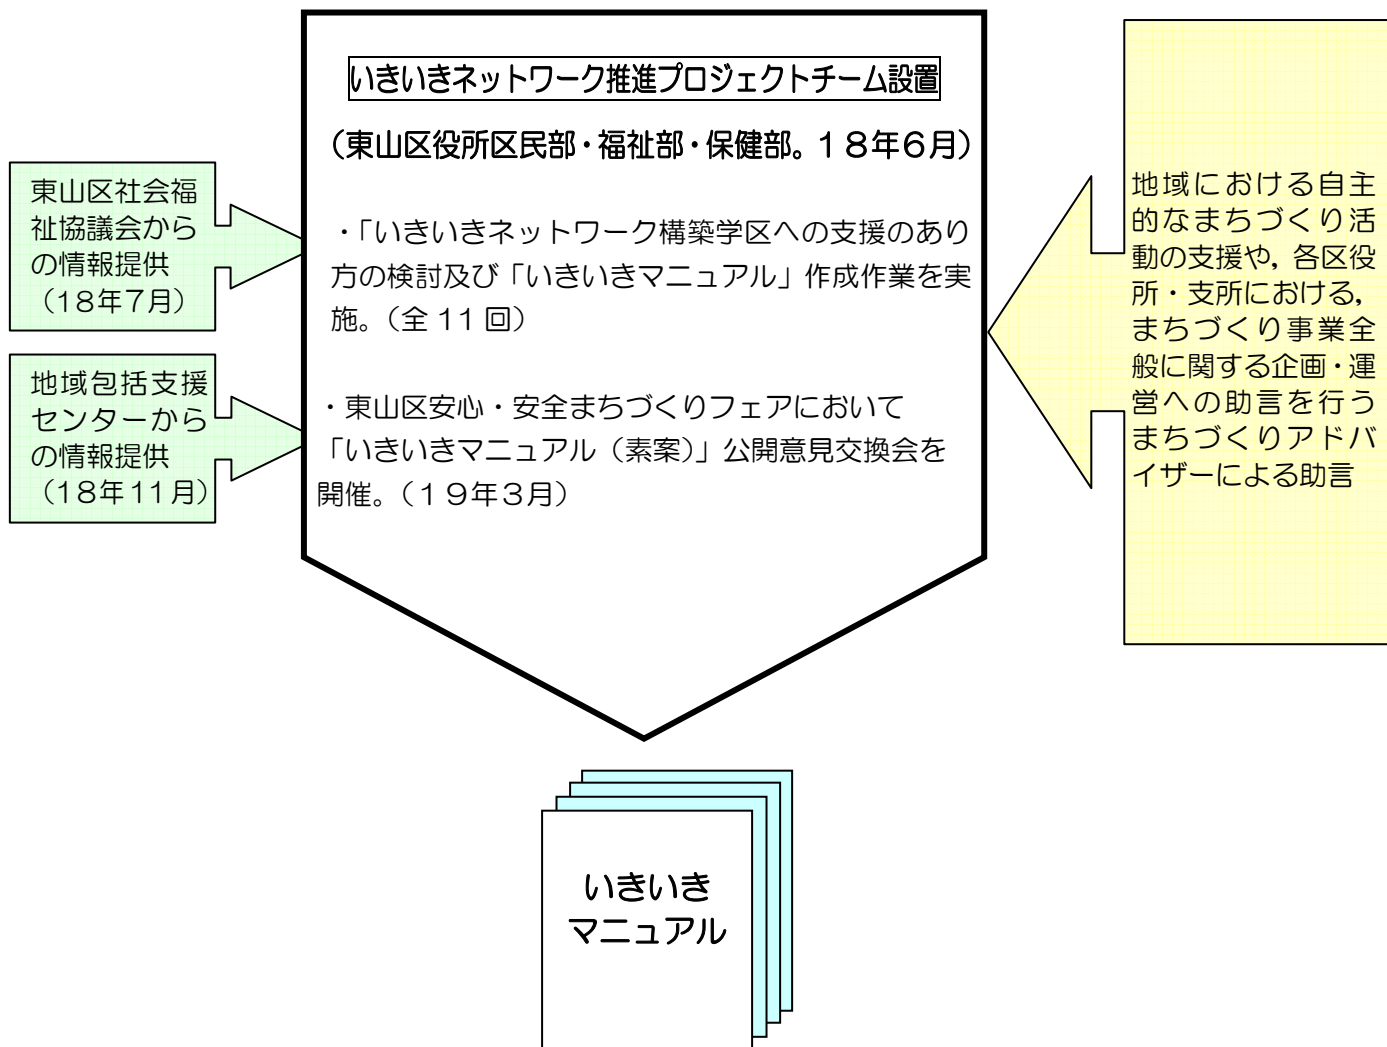 いきいきネットワーク推進プロジェクトチーム設置
（東山区役所区民部・福祉部・保健部。１８年６月）
・「いきいきネットワーク構築学区への支援のあり
方の検討及び「いきいきマニュアル」作成作業を実
施。（全 11 回）
・東山区安心・安全まちづくりフェアにおいて
「いきいきマニュアル（素案）」公開意見交換会を
開催。（１９年３月）
東山区社会福
祉協議会から
の情報提供
（18年７月）
地域包括支援
センターから
の情報提供
（18年11月）
地域における自主
的なまちづくり活
動の支援や，各区役
所・支所における，
まちづくり事業全
般に関する企画・運
営への助言を行う
まちづくりアドバ
イザーによる助言
いきいき
マニュアル